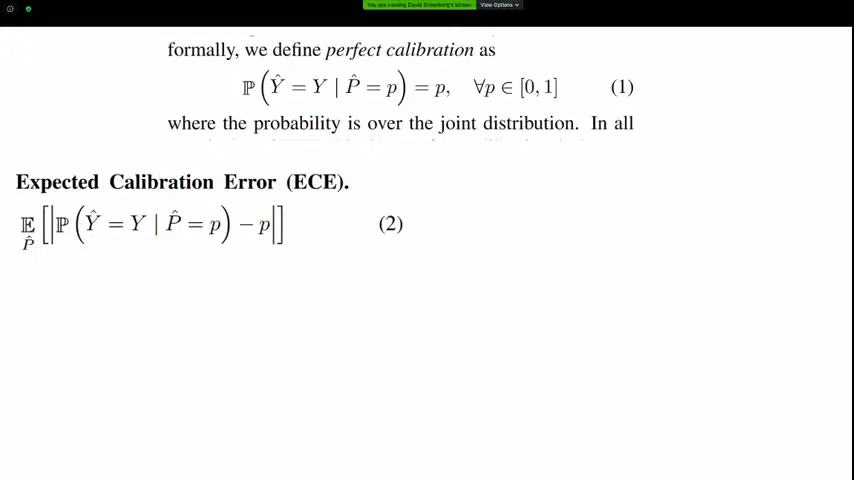 You are viewing David Greenberg's screen View Options
formally, we define perfect calibration as
ℙ(Ŷ = Y | P̂ = p) = p, ∀p ∈ [0, 1] (1)
where the probability is over the joint distribution. In all
Expected Calibration Error (ECE).
𝔼_P̂ [|ℙ(Ŷ = Y | P̂ = p) − p|] (2)